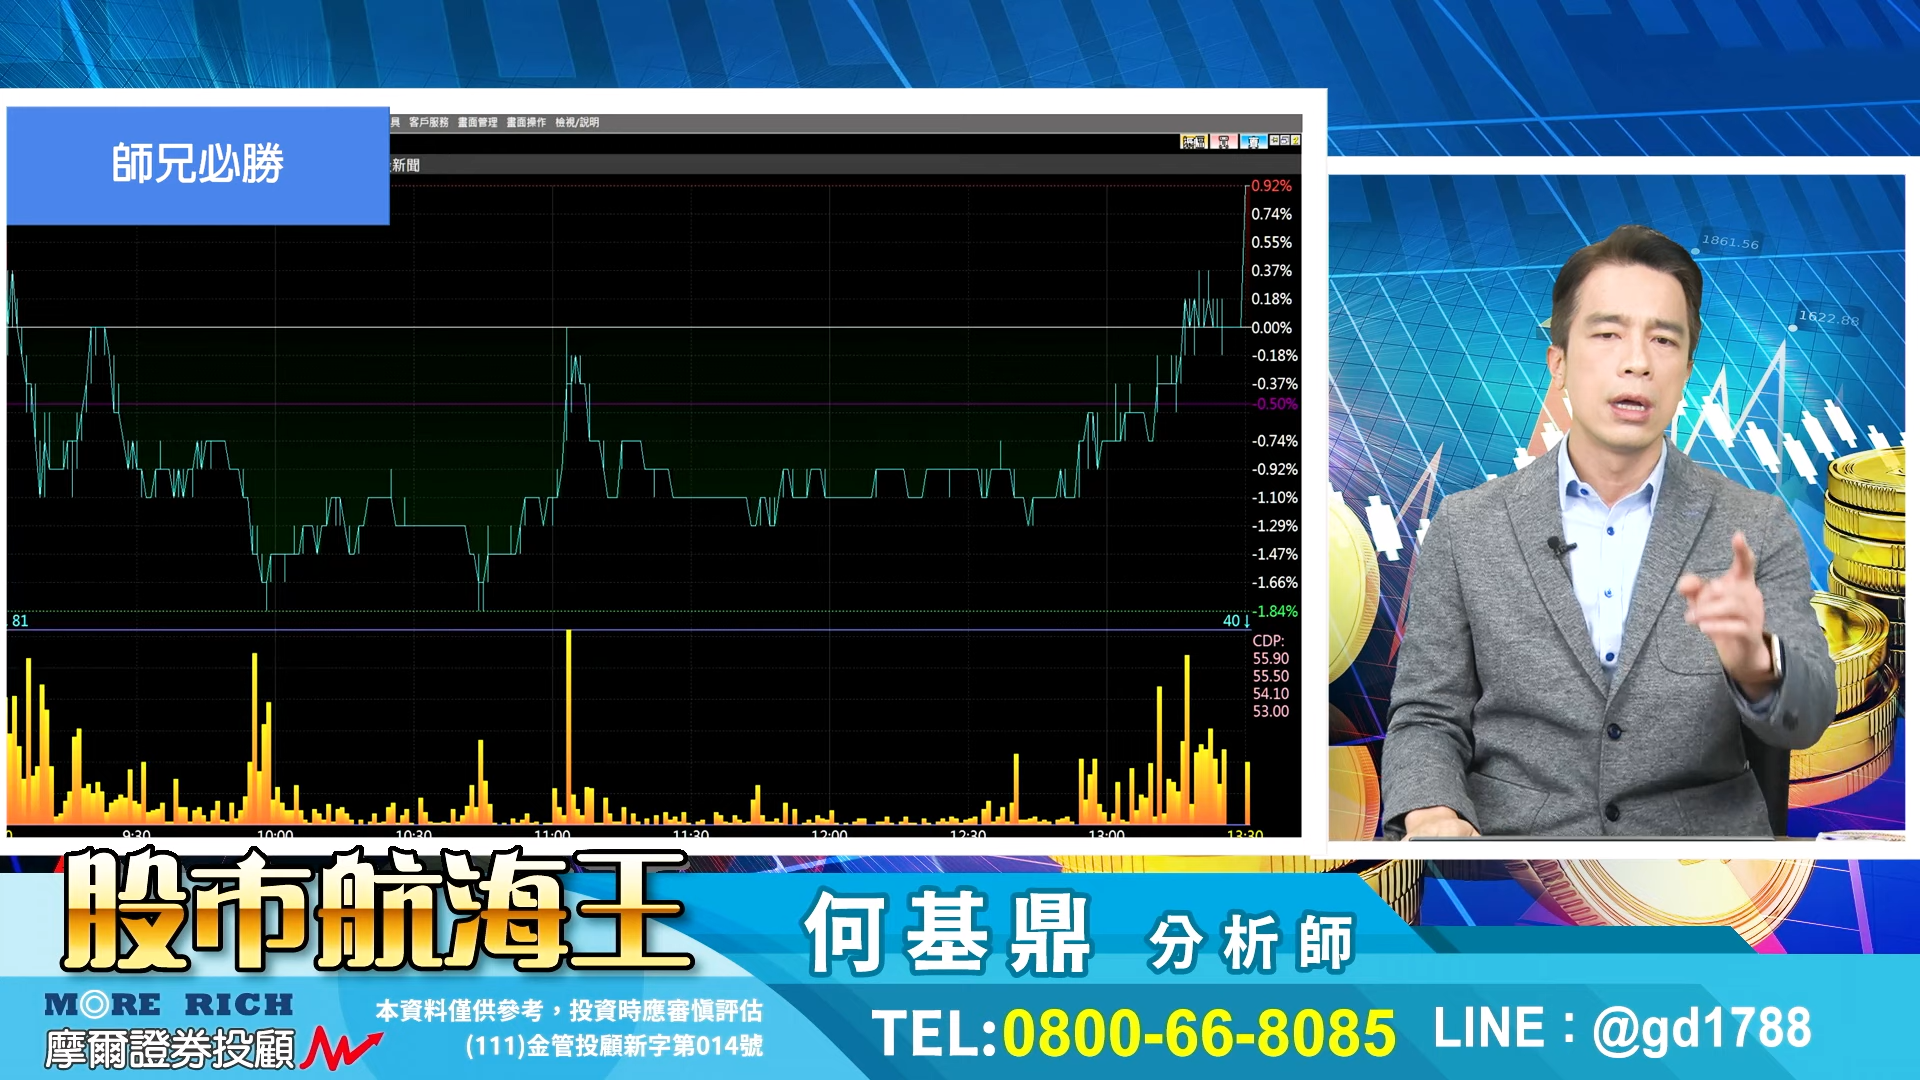 師兄必勝
具 客戶服務 畫面管理 畫面操作 檢視/說明
新聞
0.92%
0.74%
0.55%
0.37%
0.18%
0.00%
-0.18%
-0.37%
-0.50%
-0.74%
-0.92%
-1.10%
-1.29%
-1.47%
-1.66%
-1.84%
81
40↓
CDP:
55.90
55.50
54.10
53.00
9:30 10:00 10:30 11:00 11:30 12:00 12:30 13:00 13:30
1861.56
1622.88
股市航海王
何基鼎 分析師
MORE RICH
摩爾證券投顧
本資料僅供參考，投資時應審慎評估
(111)金管投顧新字第014號
TEL:0800-66-8085
LINE：@gd1788